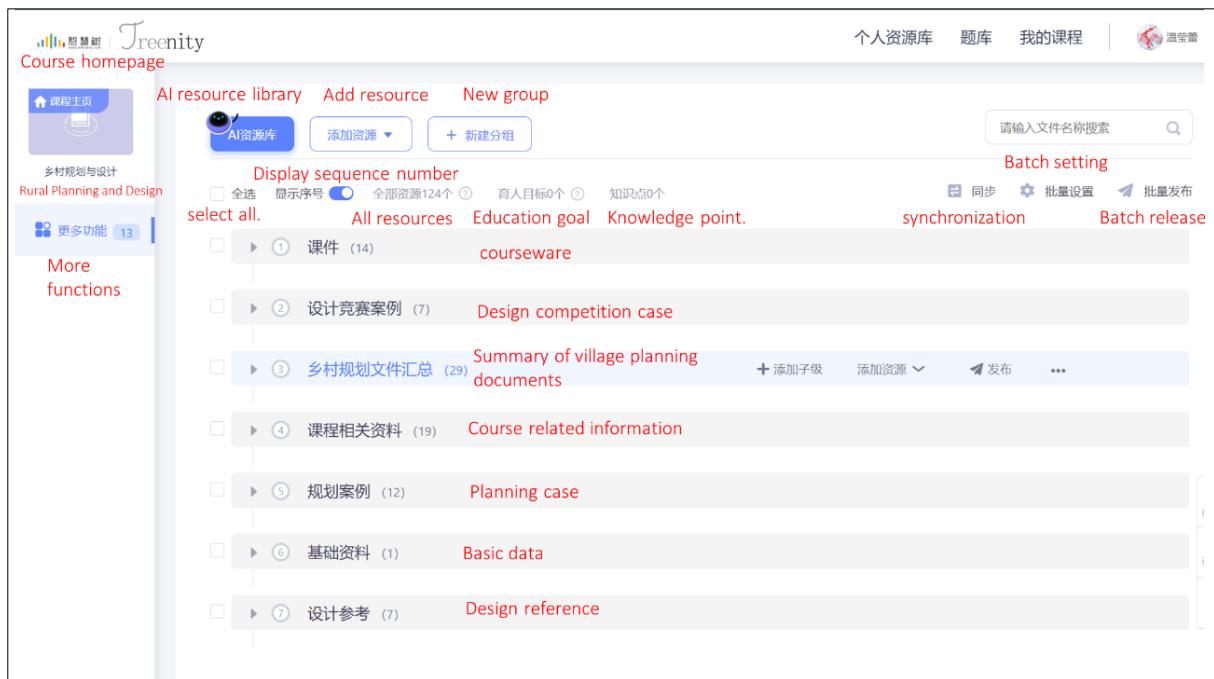 智慧树 | Treenity
个人资源库 题库 我的课程 温莹蕾
Course homepage
课程主页
AI resource library Add resource New group
AI资源库 添加资源 + 新建分组
请输入文件名称搜索
乡村规划与设计
Rural Planning and Design
Display sequence number
Batch setting
全选 显示序号 全部资源124个 ? 育人目标0个 ? 知识点0个
同步 批量设置 批量发布
select all. All resources Education goal Knowledge point. synchronization Batch release
更多功能 13
More
functions
1 课件 (14) courseware
2 设计竞赛案例 (7) Design competition case
Summary of village planning
3 乡村规划文件汇总 (29) documents
+ 添加子级 添加资源 发布 •••
4 课程相关资料 (19) Course related information
5 规划案例 (12) Planning case
6 基础资料 (1) Basic data
7 设计参考 (7) Design reference